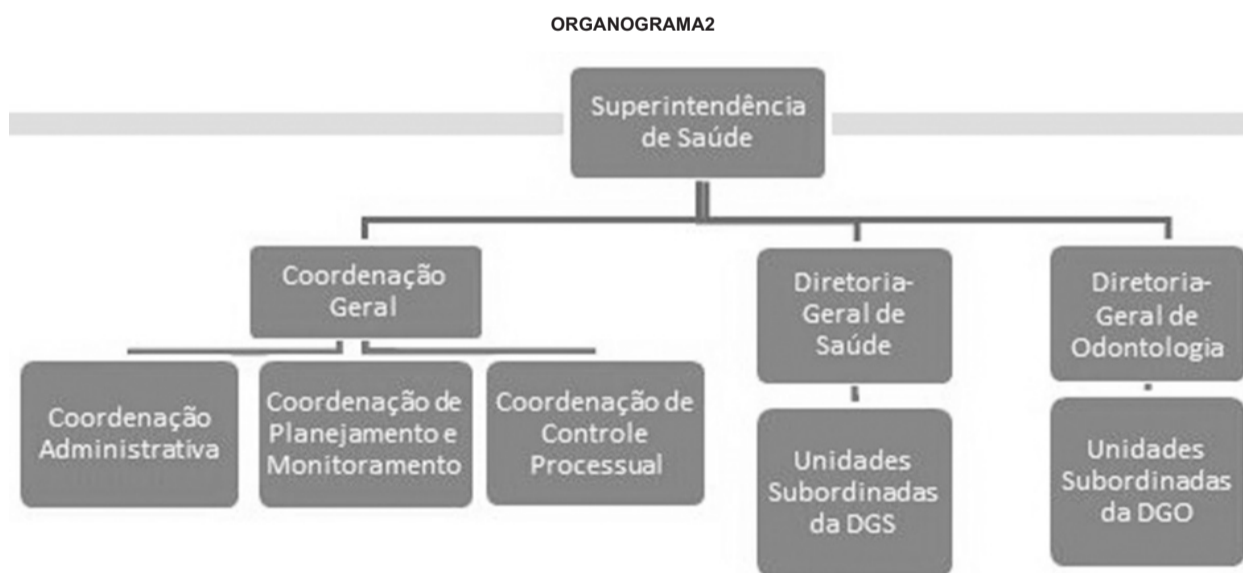 ORGANOGRAMA2
Superintendência
de Saúde
Coordenação
Geral
Diretoria-
Geral de
Saúde
Diretoria-
Geral de
Odontologia
Coordenação
Administrativa
Coordenação de
Planejamento e
Monitoramento
Coordenação de
Controle
Processual
Unidades
Subordinadas
da DGS
Unidades
Subordinadas
da DGO